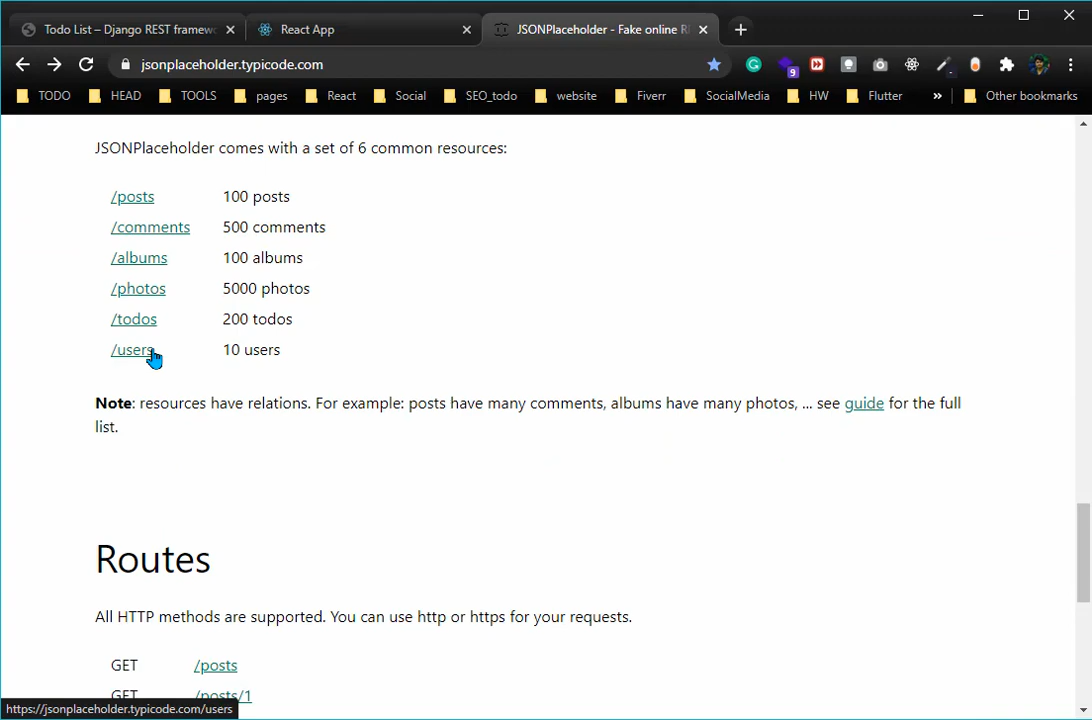 Todo List – Django REST framew
React App
JSONPlaceholder - Fake online R
jsonplaceholder.typicode.com
9
TODO HEAD TOOLS pages React Social SEO_todo website Fiverr SocialMedia HW Flutter » Other bookmarks
JSONPlaceholder comes with a set of 6 common resources:
/posts 100 posts
/comments 500 comments
/albums 100 albums
/photos 5000 photos
/todos 200 todos
/users 10 users
Note: resources have relations. For example: posts have many comments, albums have many photos, ... see guide for the full
list.
Routes
All HTTP methods are supported. You can use http or https for your requests.
GET /posts
GET /posts/1
https://jsonplaceholder.typicode.com/users